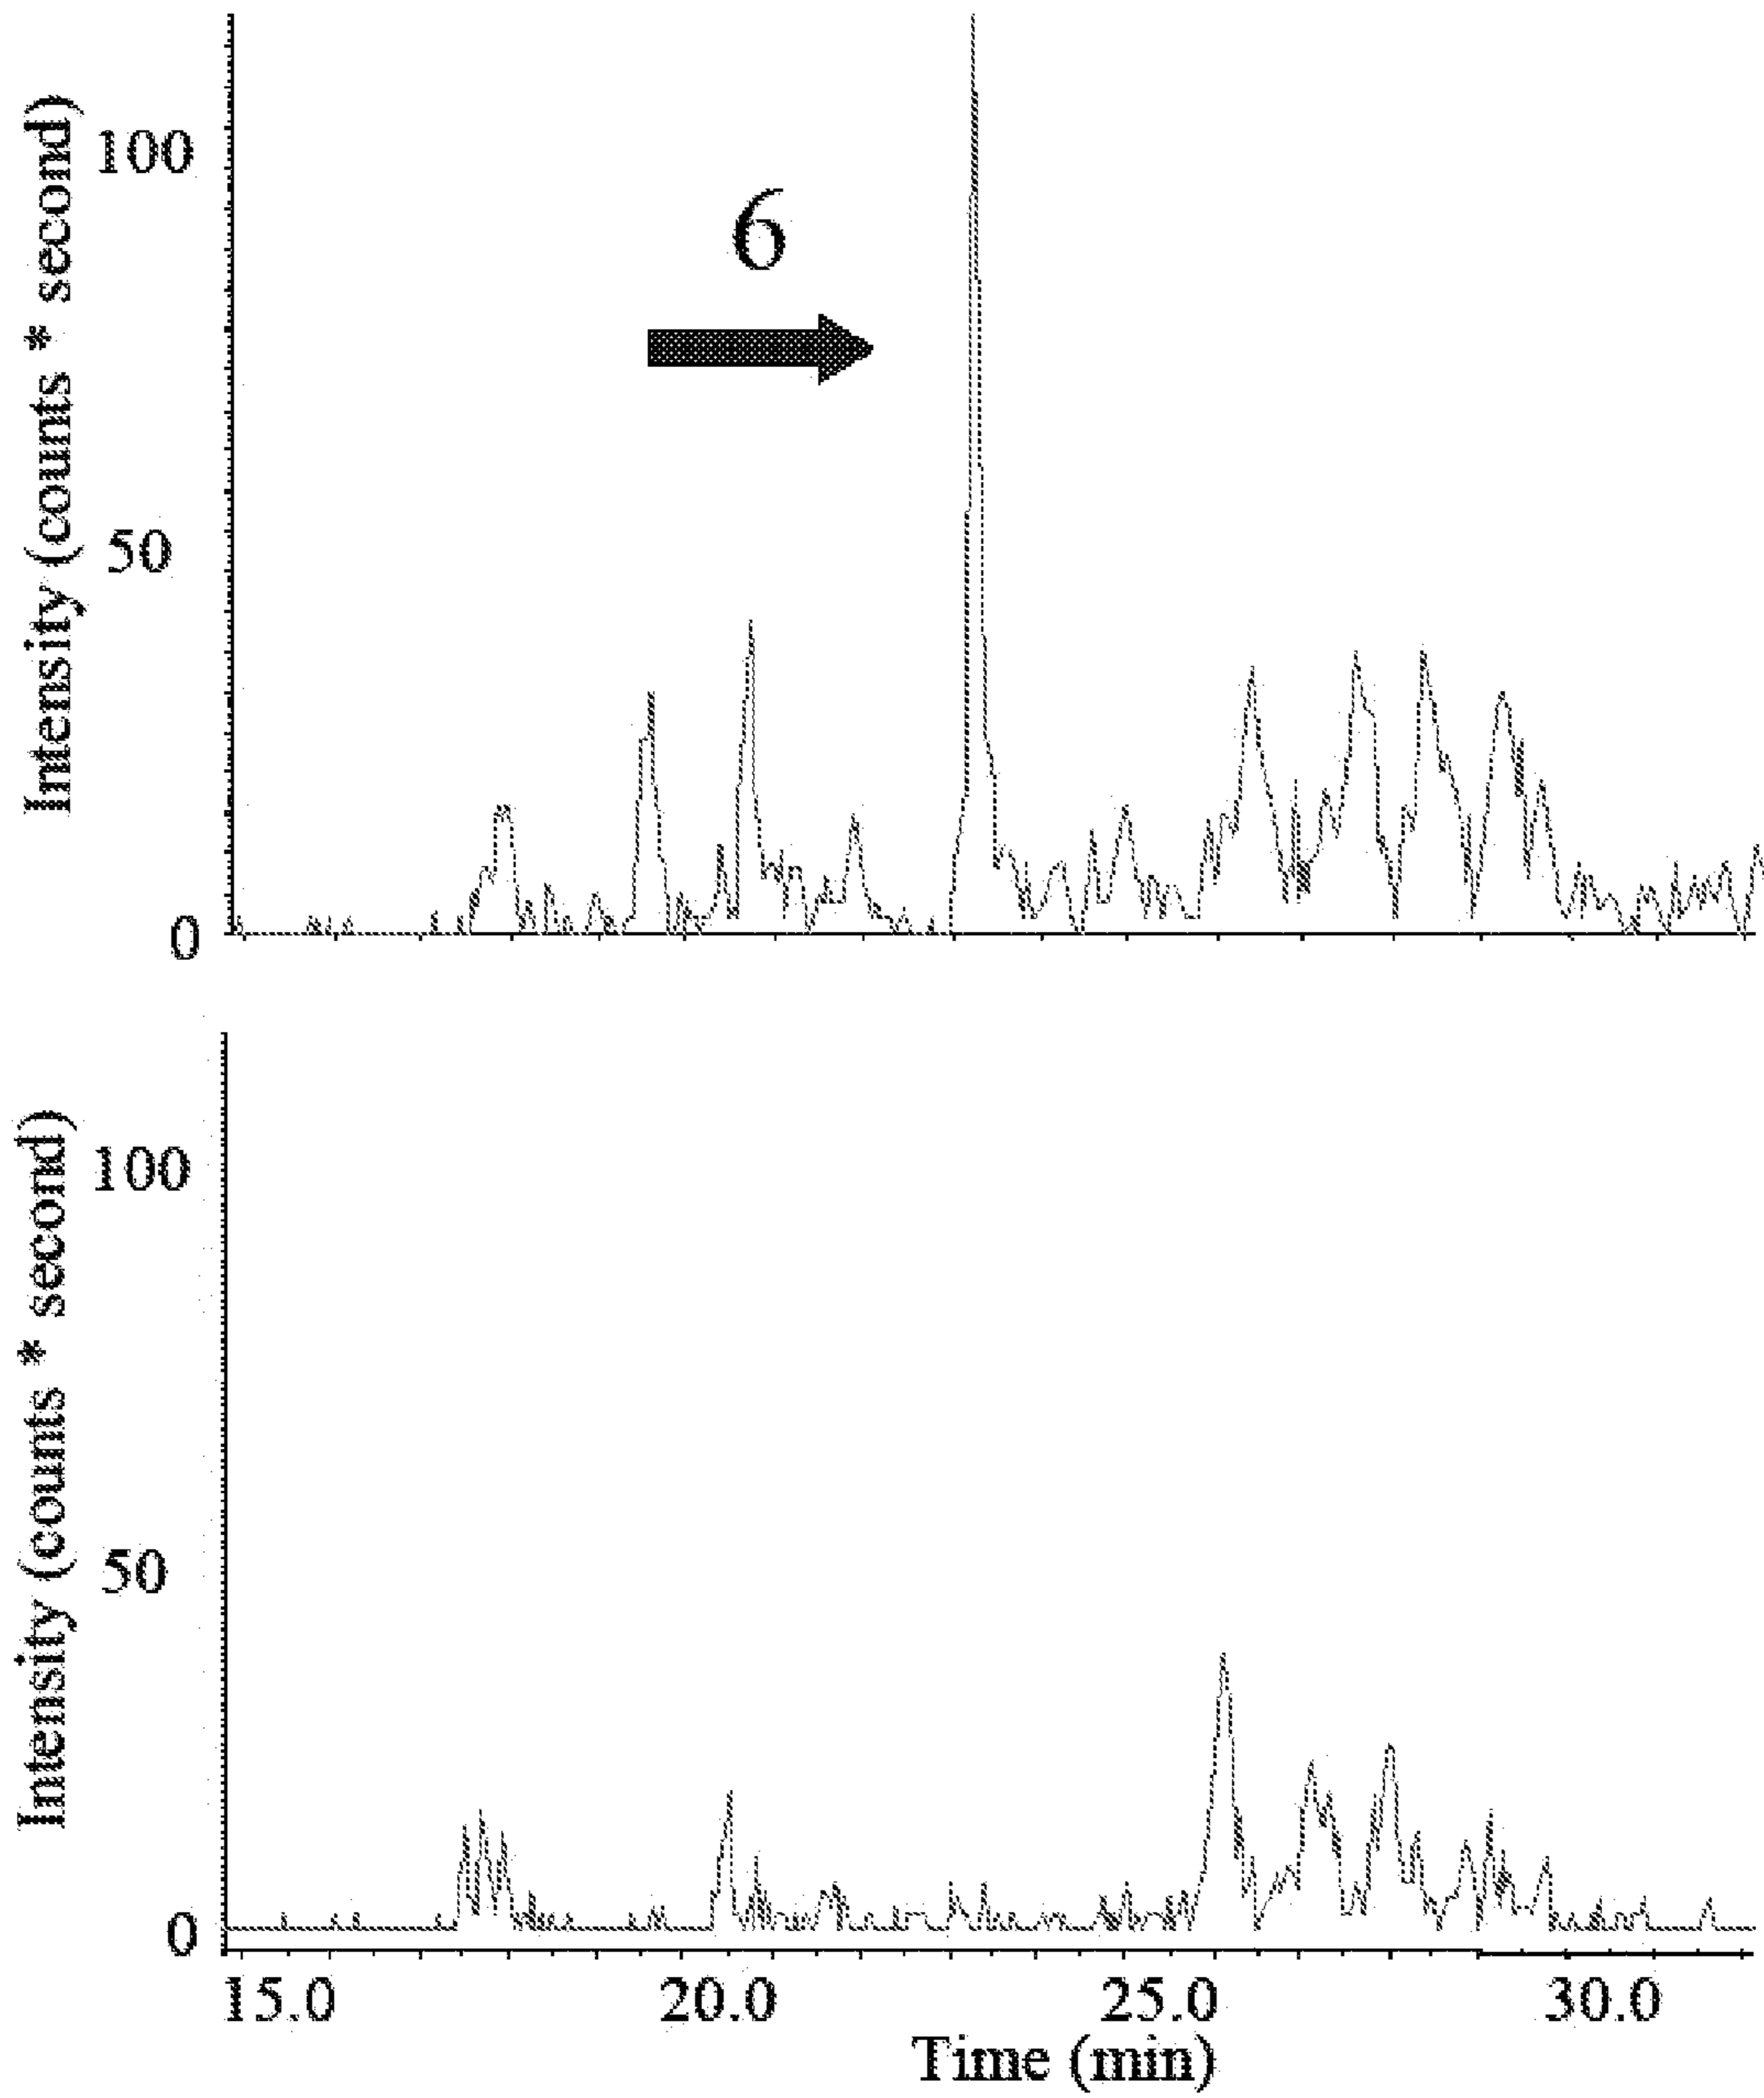 Intensity (counts * second)
100
6
50
0
Intensity (counts * second)
100
50
0
15.0 20.0 25.0 30.0
Time (min)